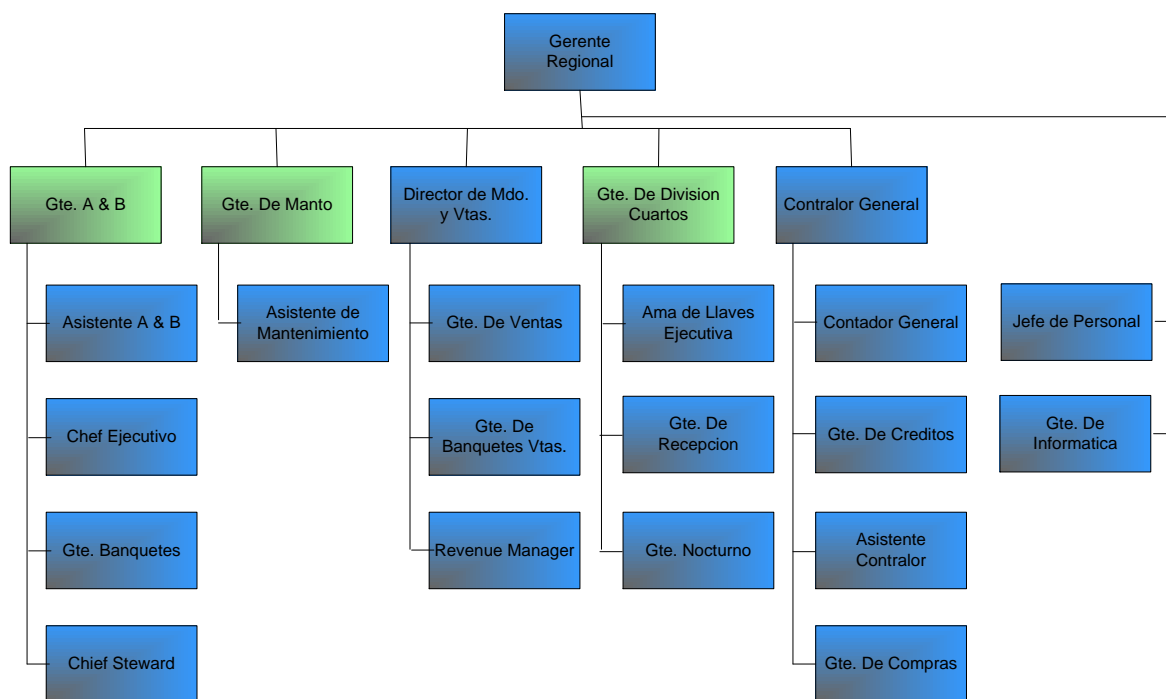 Gerente
Regional
Gte. A & B
Gte. De Manto
Director de Mdo.
y Vtas.
Gte. De Division
Cuartos
Contralor General
Asistente A & B
Asistente de
Mantenimiento
Gte. De Ventas
Ama de Llaves
Ejecutiva
Contador General
Jefe de Personal
Chef Ejecutivo
Gte. De
Banquetes Vtas.
Gte. De
Recepcion
Gte. De Creditos
Gte. De
Informatica
Gte. Banquetes
Revenue Manager
Gte. Nocturno
Asistente
Contralor
Chief Steward
Gte. De Compras